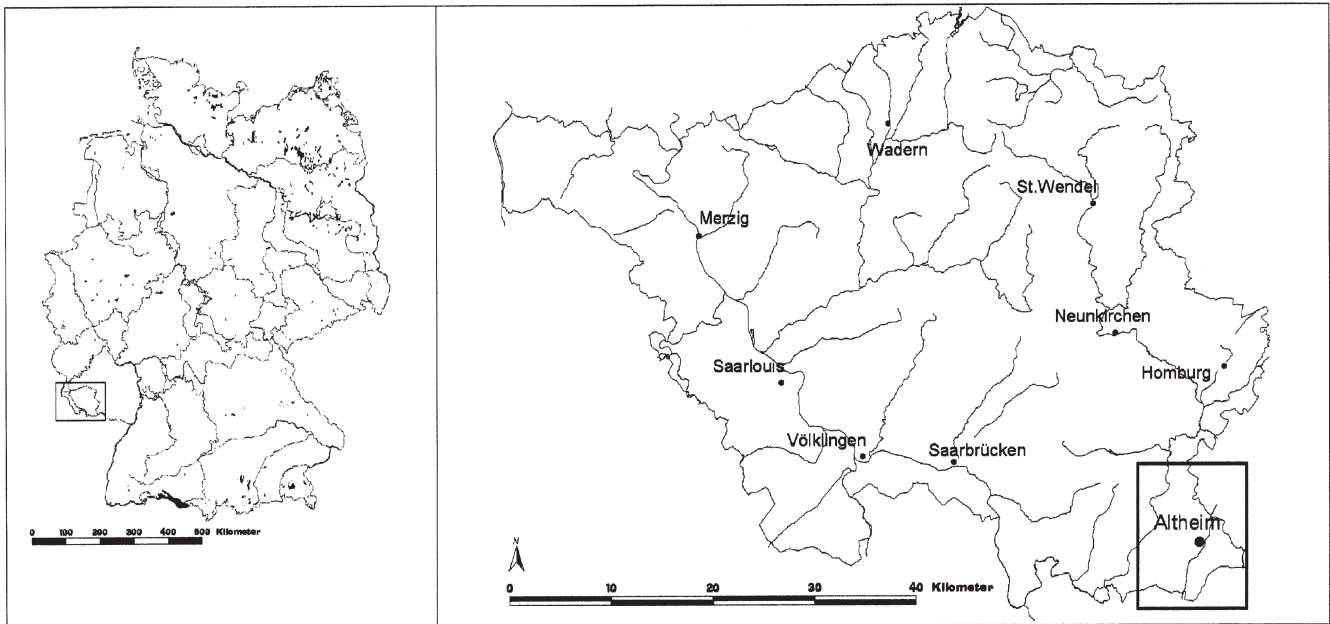 0 100 200 300 400 500 Kilometer
Wadern
St.Wendel
Merzig
Neunkirchen
Saarlouis
Homburg
Völklingen
Saarbrücken
Altheim
N
0 10 20 30 40 Kilometer